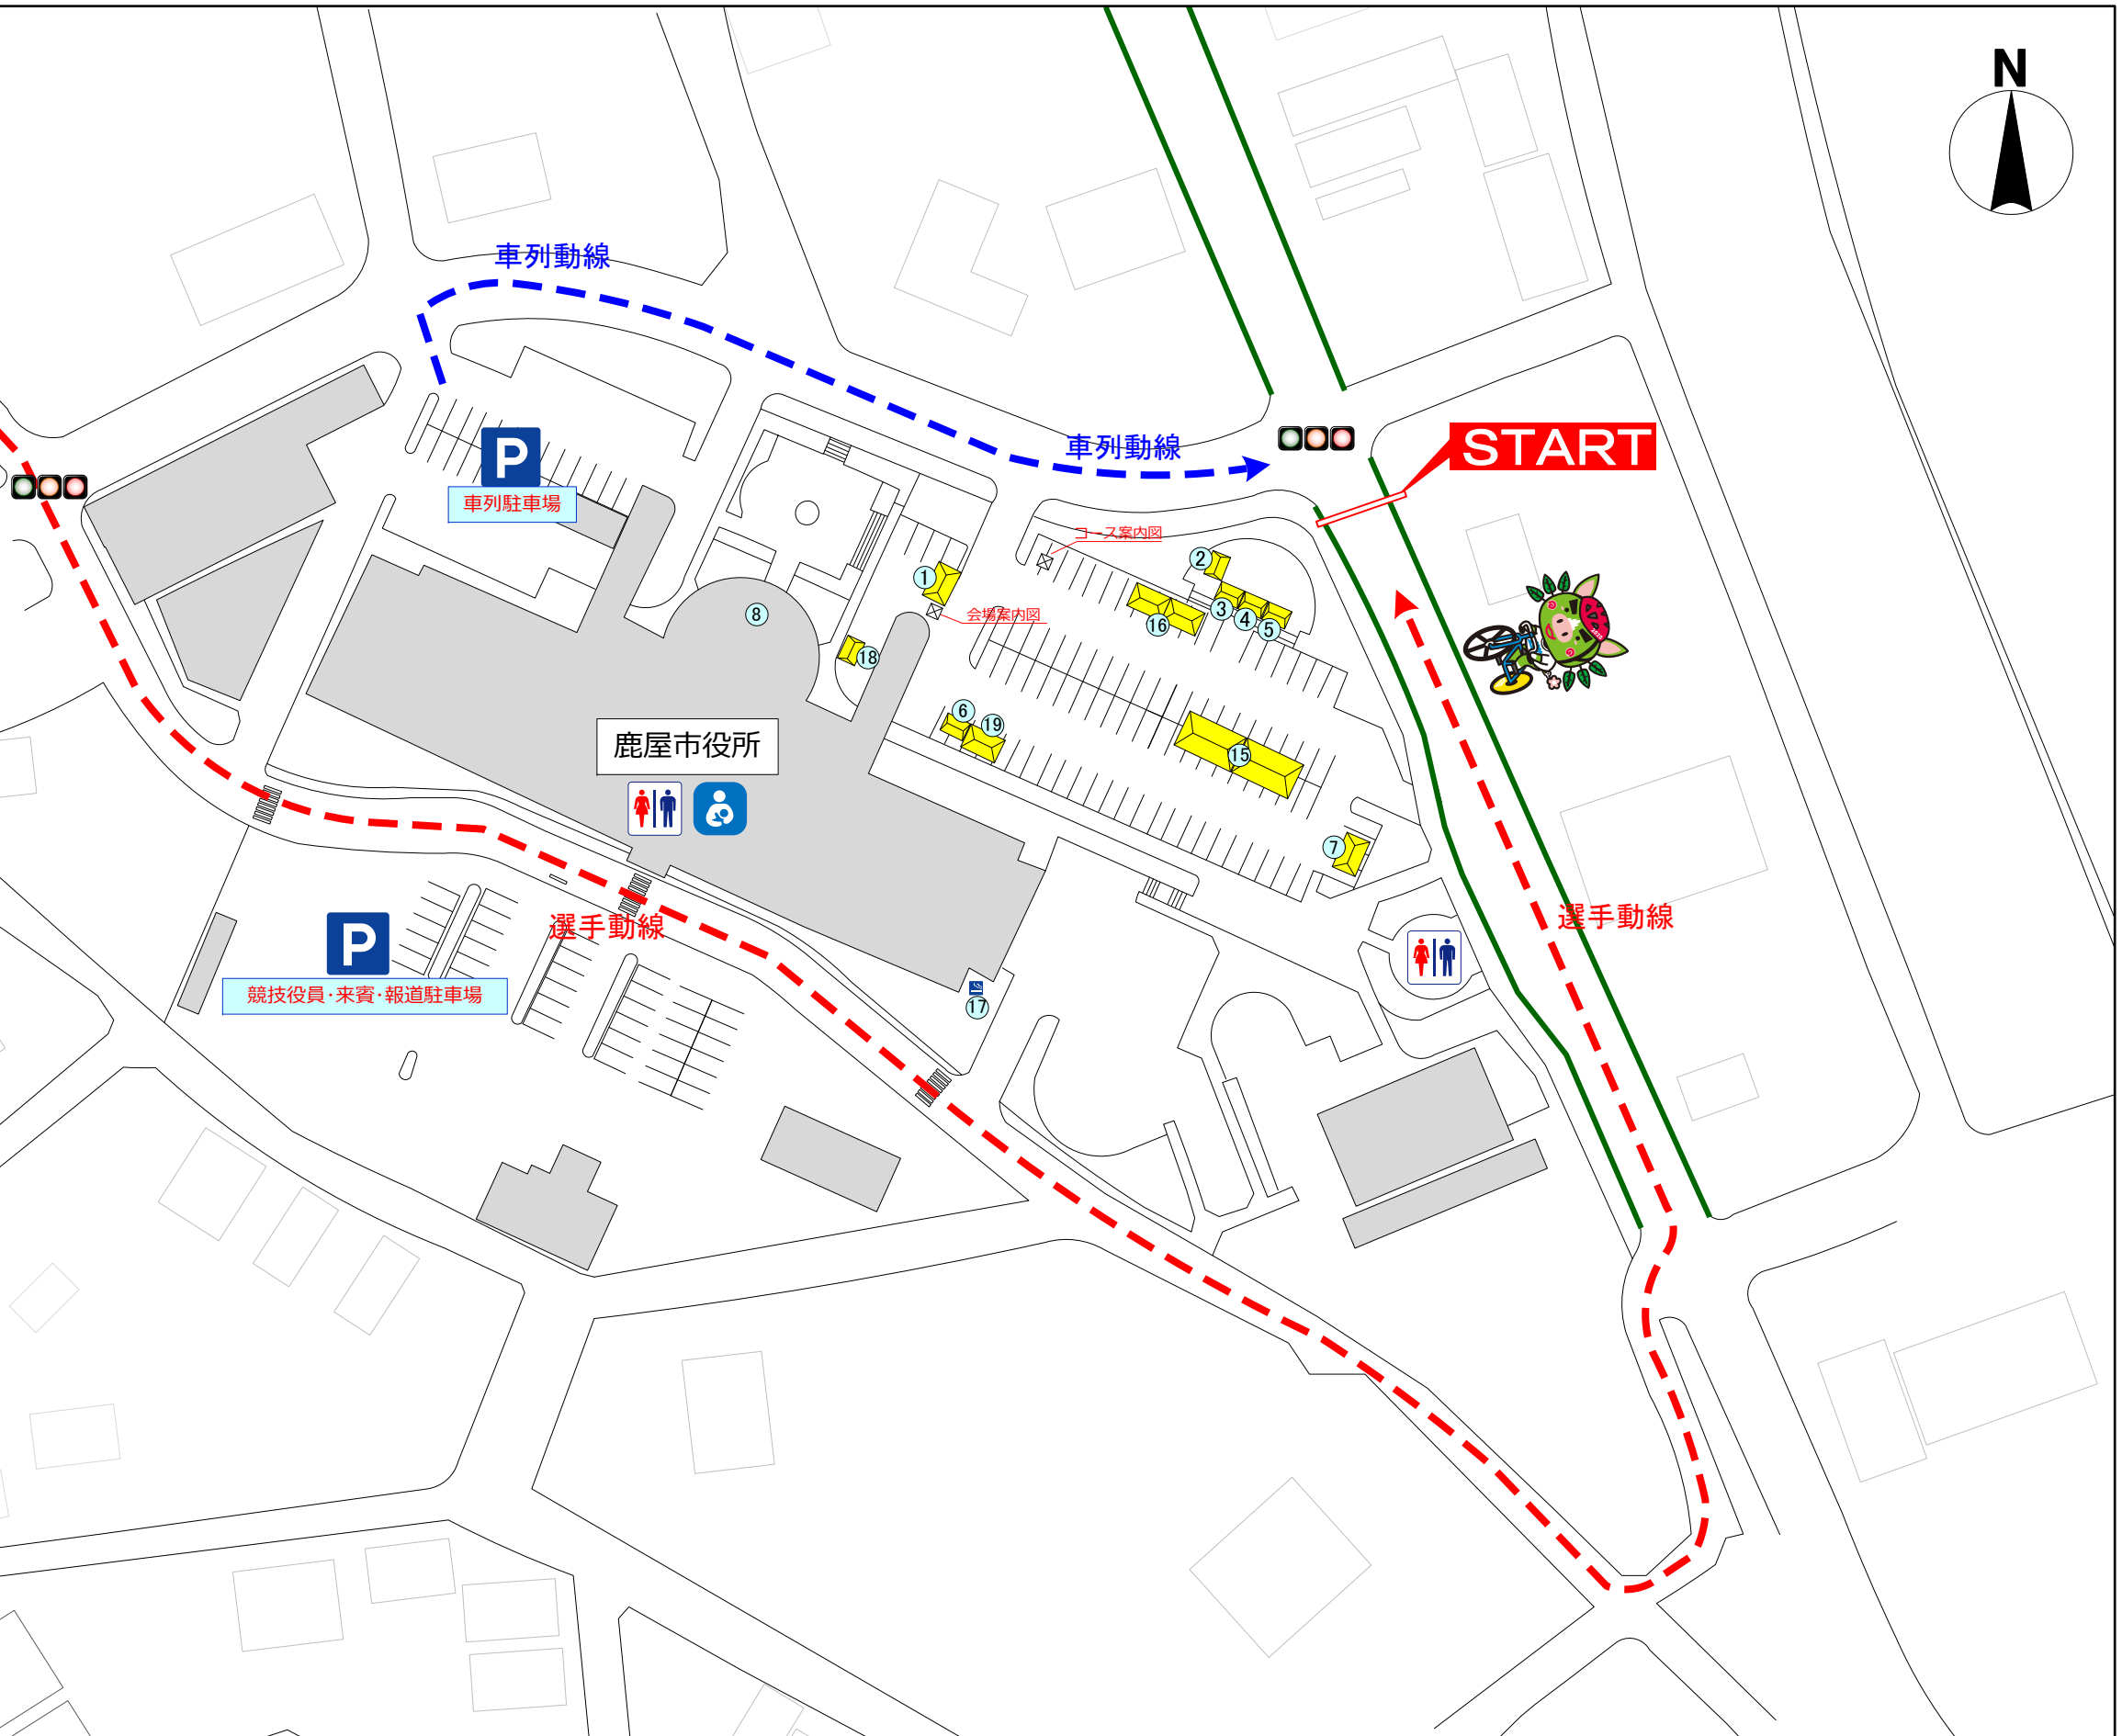 N
車列動線
車列動線
START
P
車列駐車場
コース案内図
会場案内図
2
1
3
4
5
16
8
18
6
19
15
7
鹿屋市役所
選手動線
選手動線
P
競技役員・来賓・報道駐車場
17